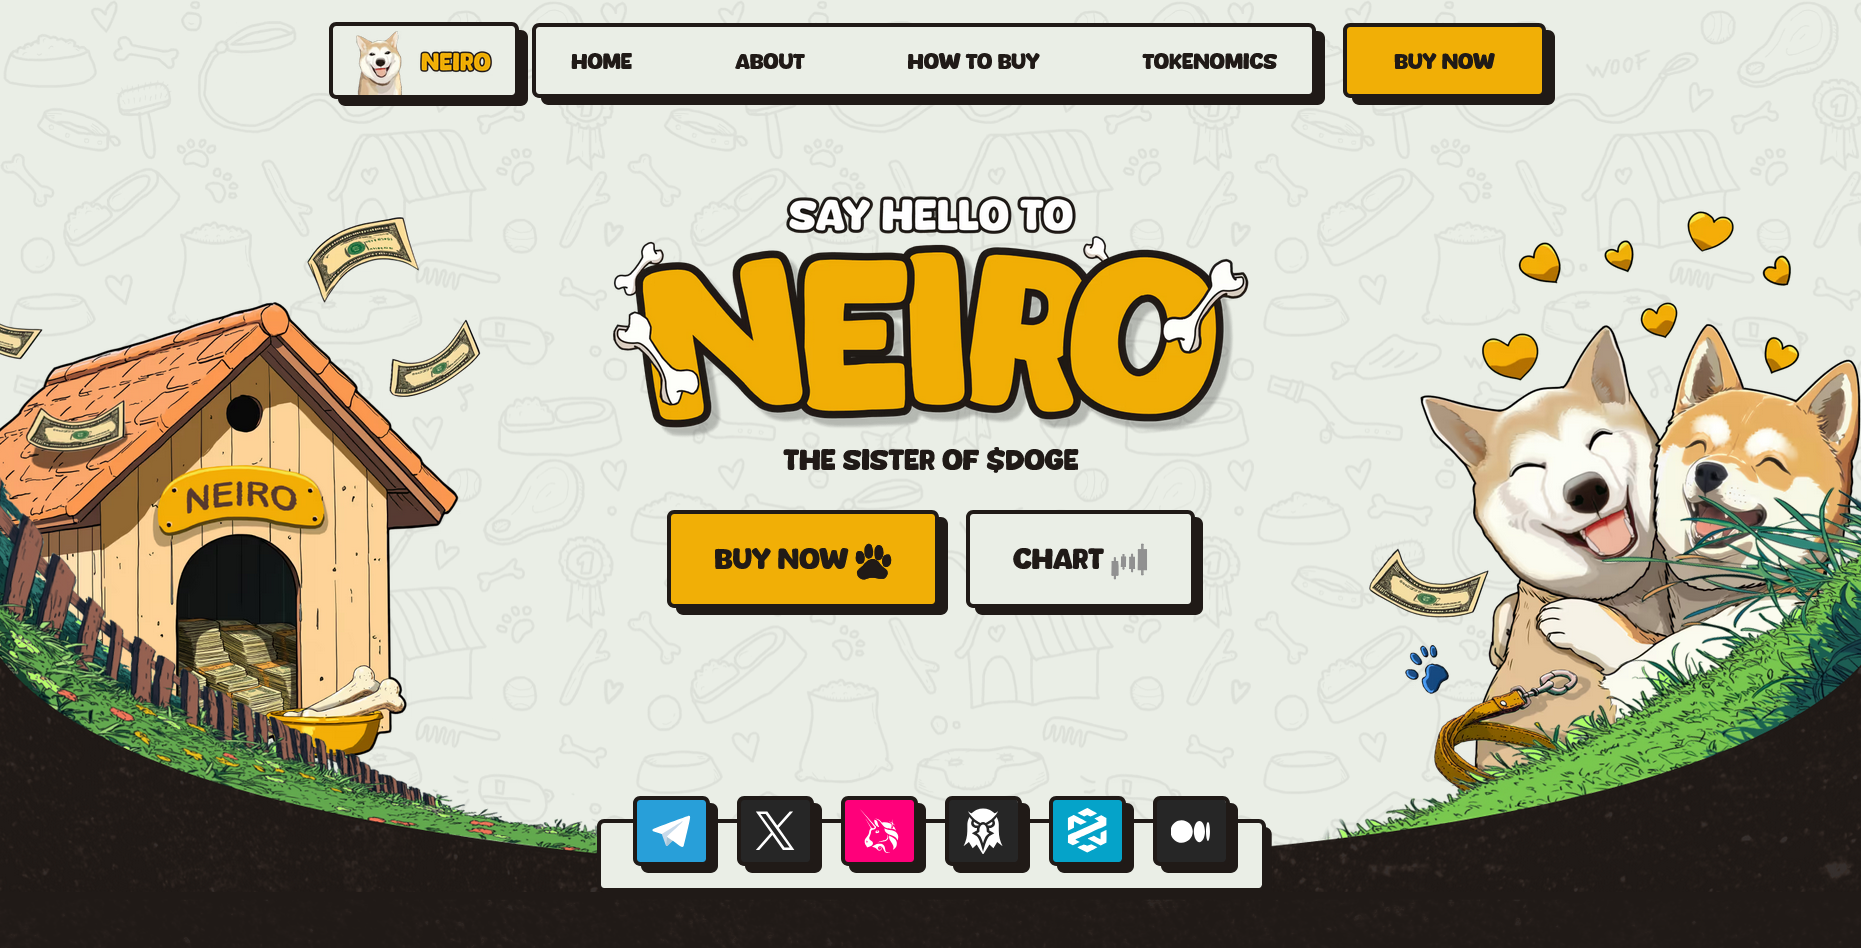 NEIRO
HOME
ABOUT
HOW TO BUY
TOKENOMICS
BUY NOW
WOOF
SAY HELLO TO
NEIRO
THE SISTER OF $DOGE
BUY NOW
CHART
NEIRO